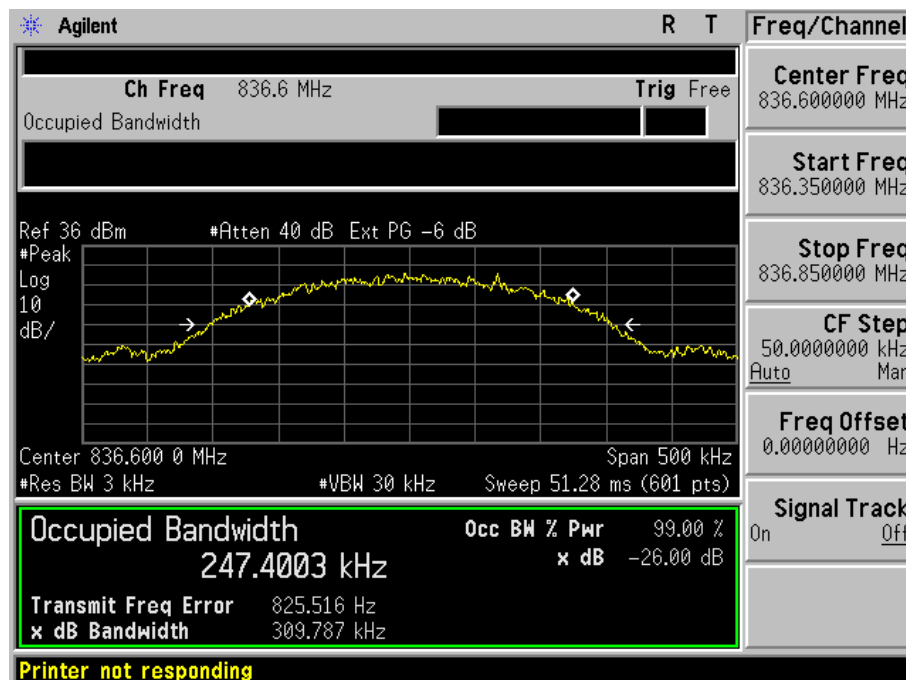 Agilent R T
Ch Freq 836.6 MHz Trig Free
Occupied Bandwidth
Ref 36 dBm #Atten 40 dB Ext PG -6 dB
#Peak
Log
10
dB/
Center 836.600 0 MHz Span 500 kHz
#Res BW 3 kHz #VBW 30 kHz Sweep 51.28 ms (601 pts)
Occupied Bandwidth Occ BW % Pwr 99.00 %
247.4003 kHz x dB -26.00 dB
Transmit Freq Error 825.516 Hz
x dB Bandwidth 309.787 kHz
Printer not responding
Freq/Channel
Center Freq
836.600000 MHz
Start Freq
836.350000 MHz
Stop Freq
836.850000 MHz
CF Step
50.0000000 kHz
Auto Man
Freq Offset
0.00000000 Hz
Signal Track
On Off